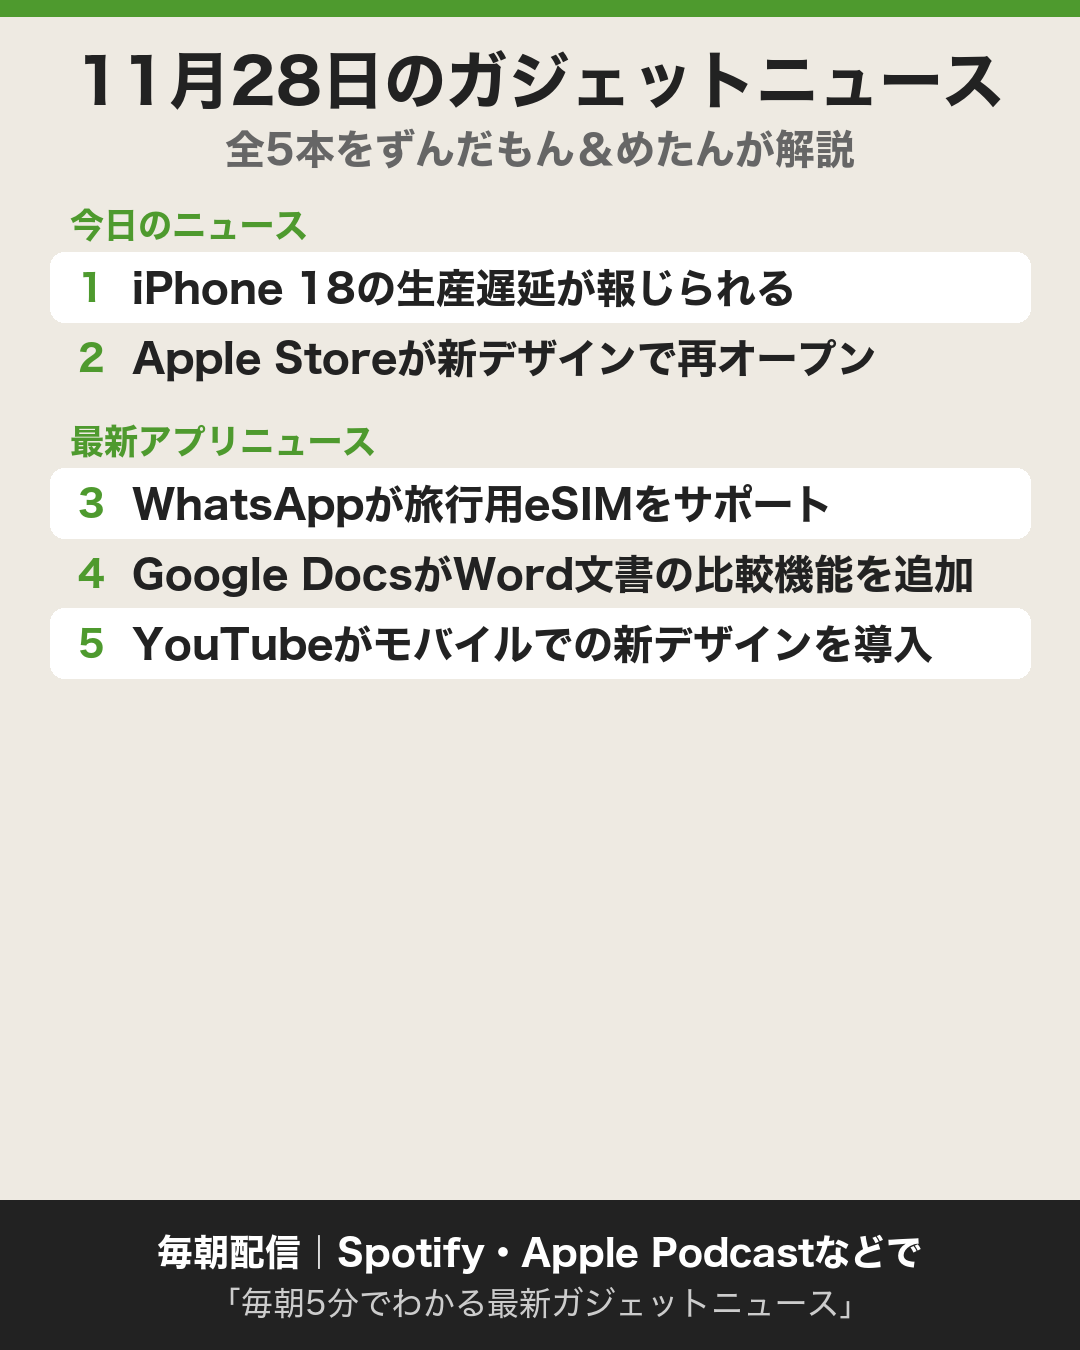 11月28日のガジェットニュース
全5本をずんだもん＆めたんが解説
今日のニュース
1 iPhone 18の生産遅延が報じられる
2 Apple Storeが新デザインで再オープン
最新アプリニュース
3 WhatsAppが旅行用eSIMをサポート
4 Google DocsがWord文書の比較機能を追加
5 YouTubeがモバイルでの新デザインを導入
毎朝配信｜Spotify・Apple Podcastなどで
「毎朝5分でわかる最新ガジェットニュース」